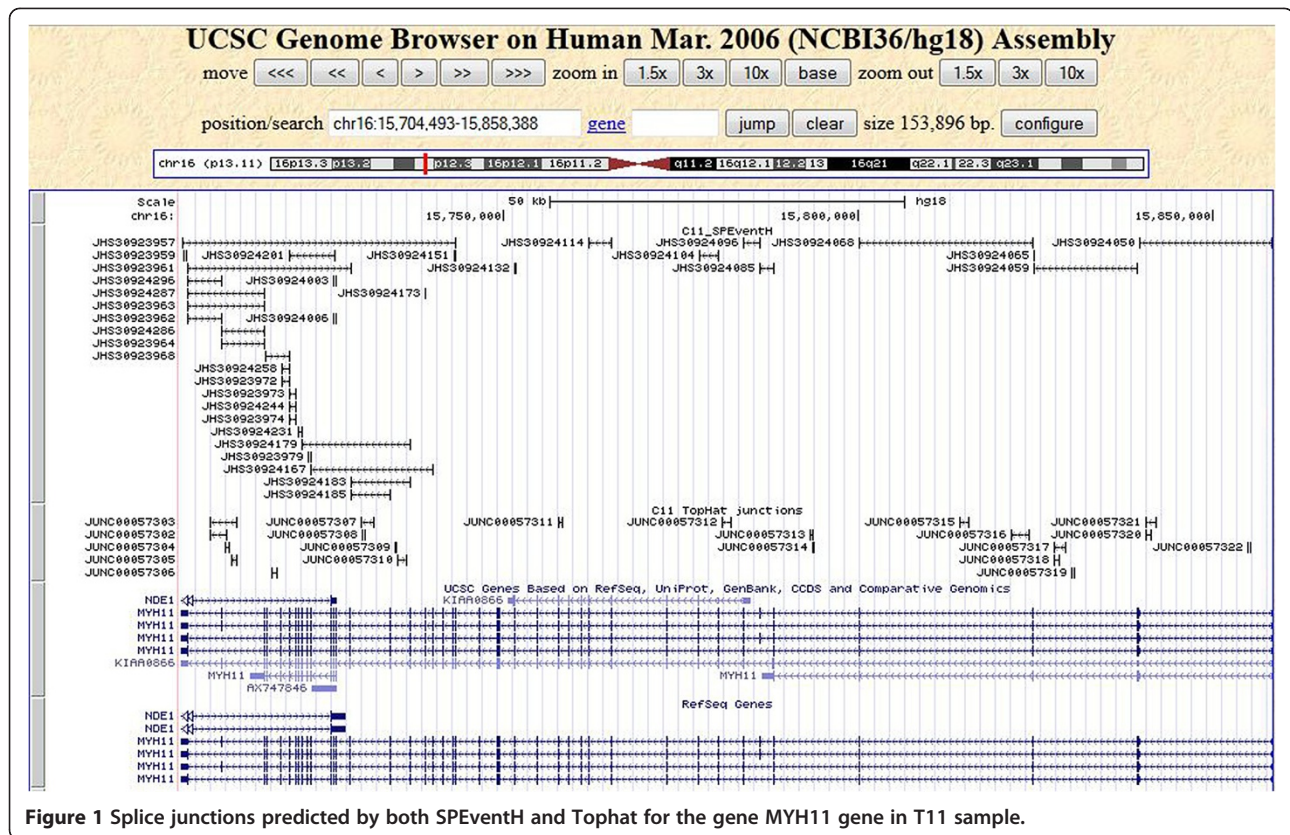 UCSC Genome Browser on Human Mar. 2006 (NCBI36/hg18) Assembly
move <<< << < > >> >>> zoom in 1.5x 3x 10x base zoom out 1.5x 3x 10x
position/search chr16:15,704,493-15,858,388 gene jump clear size 153,896 bp. configure
chr16 (p13.11) 16p13.3 p13.2 p12.3 16p12.1 16p11.2 q11.2 16q12.1 12.2 13 16q21 q22.1 22.3 q23.1
Scale 50 kb hg18
chr16: 15,750,000 15,800,000 15,850,000
C11_SPEventH
JHS30923957 JHS30924114 JHS30924096 JHS30924068 JHS30924050
JHS30923959 JHS30924201 JHS30924151 JHS30924104 JHS30924065
JHS30923961 JHS30924132 JHS30924085 JHS30924059
JHS30924296 JHS30924003
JHS30924287 JHS30924173
JHS30923963
JHS30923962 JHS30924006
JHS30924286
JHS30923964
JHS30923968
JHS30924258
JHS30923972
JHS30923973
JHS30924244
JHS30923974
JHS30924231
JHS30924179
JHS30923979
JHS30924167
JHS30924183
JHS30924185
C11 TopHat junctions
JUNC00057303 JUNC00057307 JUNC00057311 JUNC00057312 JUNC00057315 JUNC00057321
JUNC00057302 JUNC00057308 JUNC00057313 JUNC00057316 JUNC00057320
JUNC00057304 JUNC00057309 JUNC00057314 JUNC00057317 JUNC00057322
JUNC00057305 JUNC00057310 JUNC00057318
JUNC00057306 JUNC00057319
UCSC Genes Based on RefSeq, UniProt, GenBank, CCDS and Comparative Genomics
NDE1 KIAA0866
MYH11
MYH11
MYH11
MYH11
KIAA0866
MYH11 MYH11
AX747846
RefSeq Genes
NDE1
NDE1
MYH11
MYH11
MYH11
MYH11
Figure 1 Splice junctions predicted by both SPEventH and Tophat for the gene MYH11 gene in T11 sample.